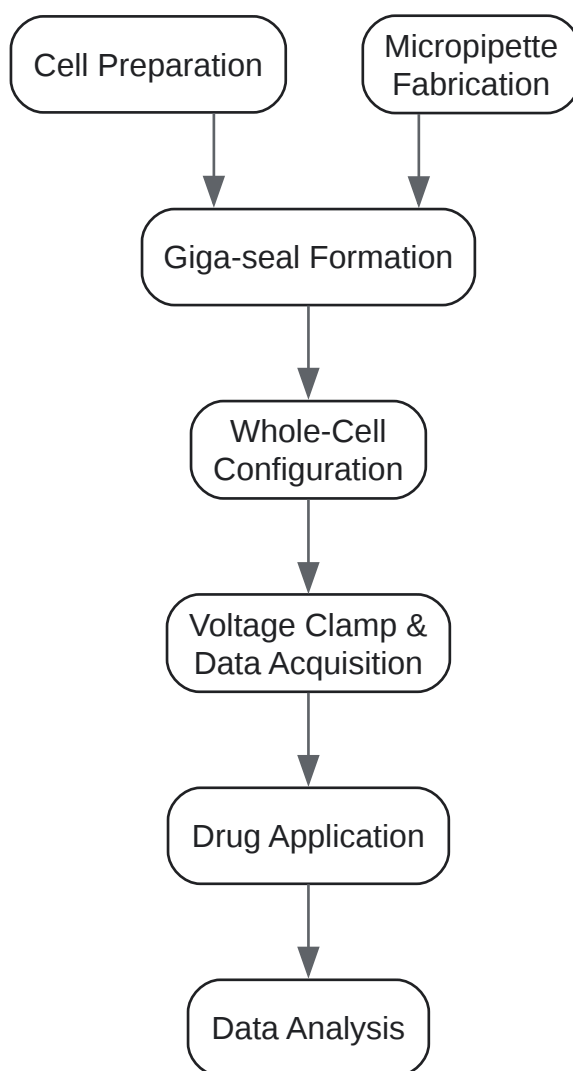 Cell Preparation
Micropipette
Fabrication
Giga-seal Formation
Whole-Cell
Configuration
Voltage Clamp &
Data Acquisition
Drug Application
Data Analysis